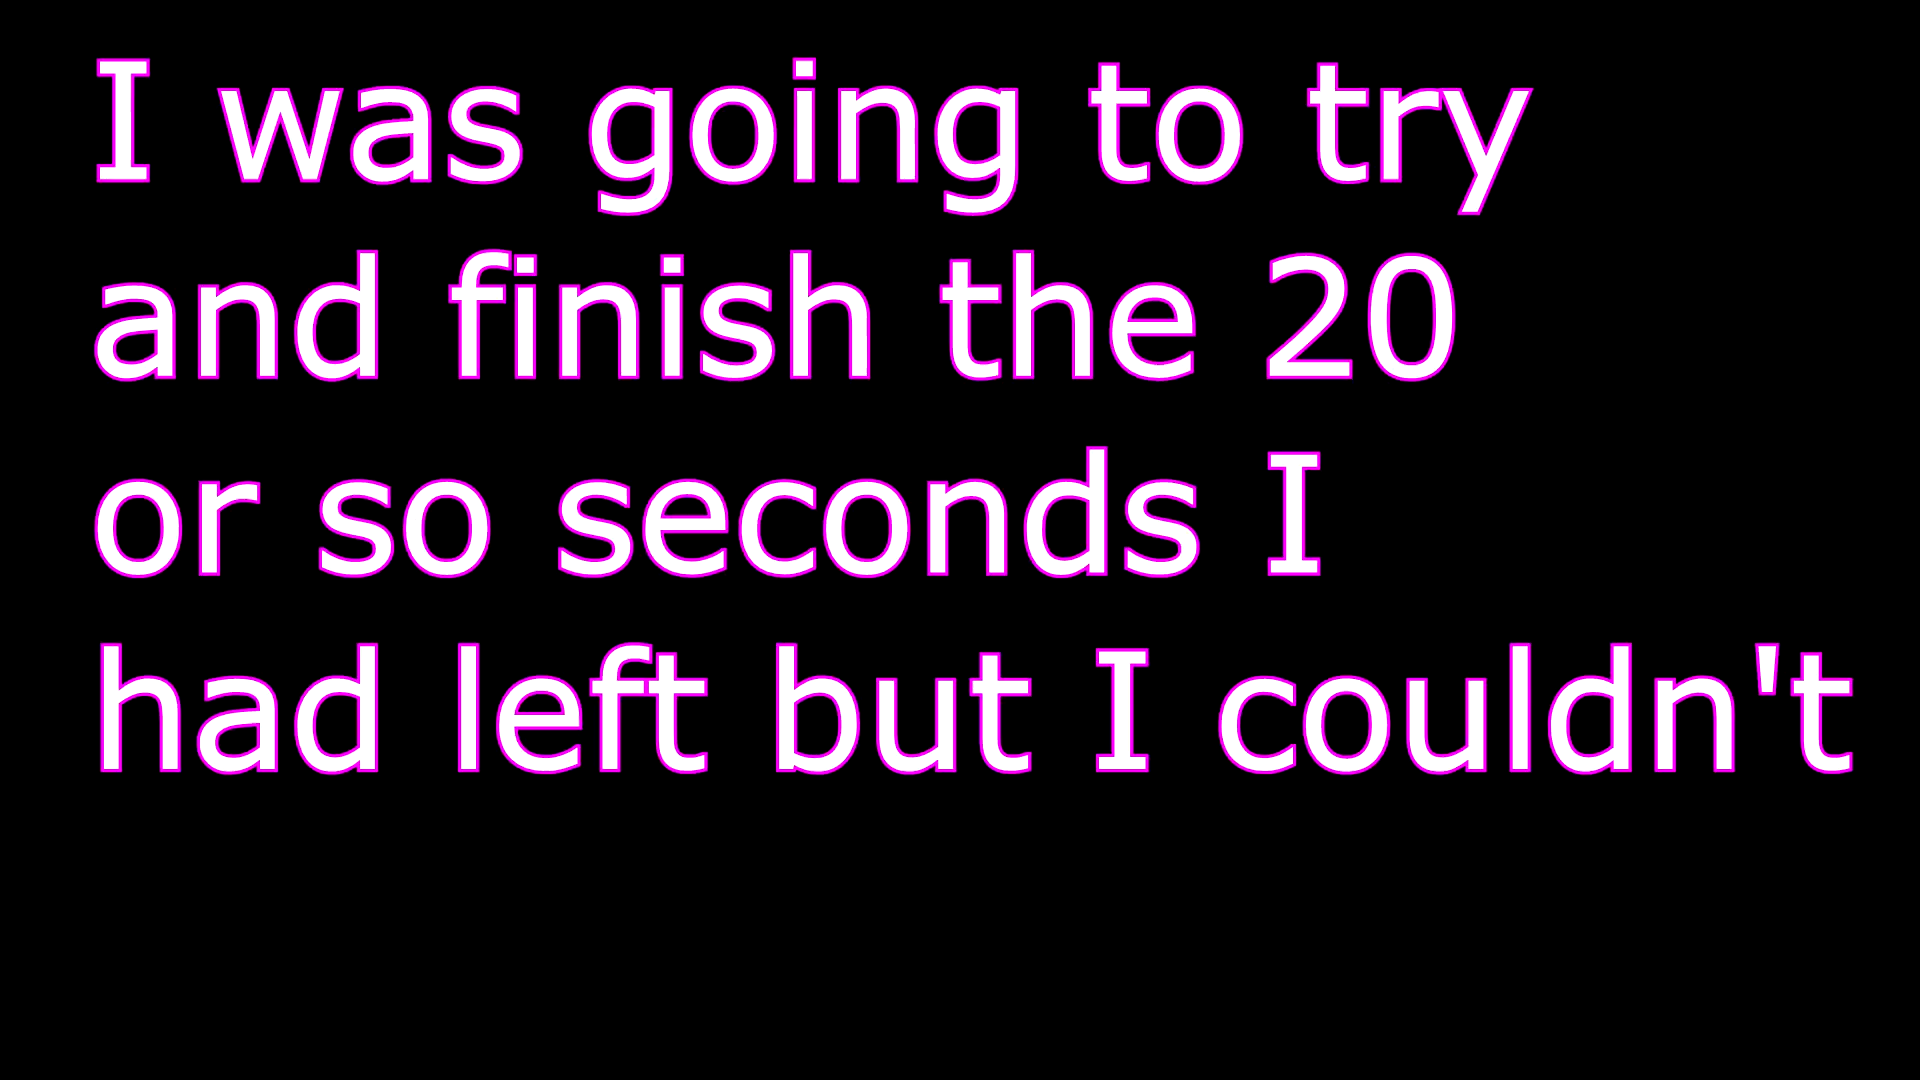 I was going to try
and finish the 20
or so seconds I
had left but I couldn't